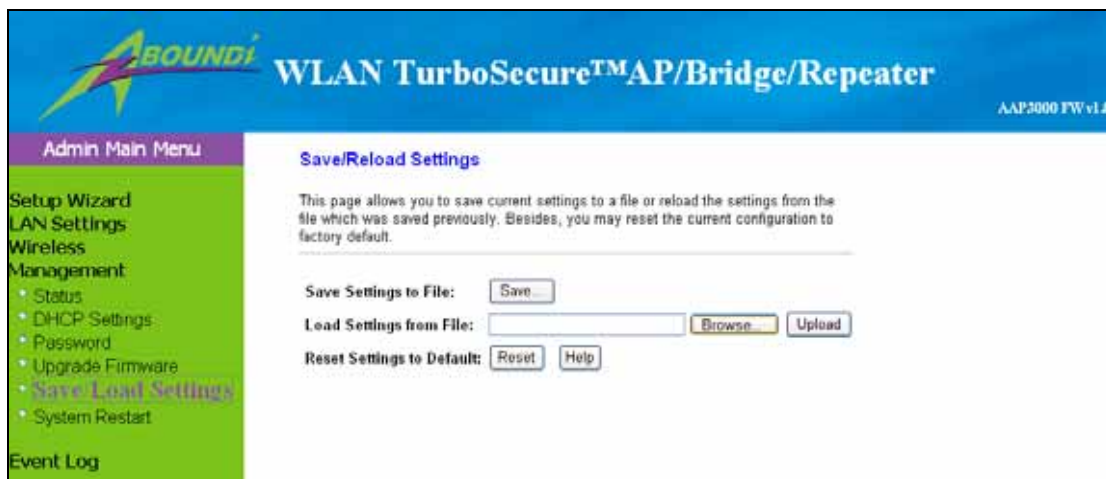 ABOUNDi
WLAN TurboSecure™AP/Bridge/Repeater
AAP3000 FW v1.
Admin Main Menu
Setup Wizard
LAN Settings
Wireless
Management
Status
DHCP Settings
Password
Upgrade Firmware
Save/Load Settings
System Restart
Event Log
Save/Reload Settings
This page allows you to save current settings to a file or reload the settings from the
file which was saved previously. Besides, you may reset the current configuration to
factory default.
Save Settings to File: Save...
Load Settings from File: Browse... Upload
Reset Settings to Default: Reset Help